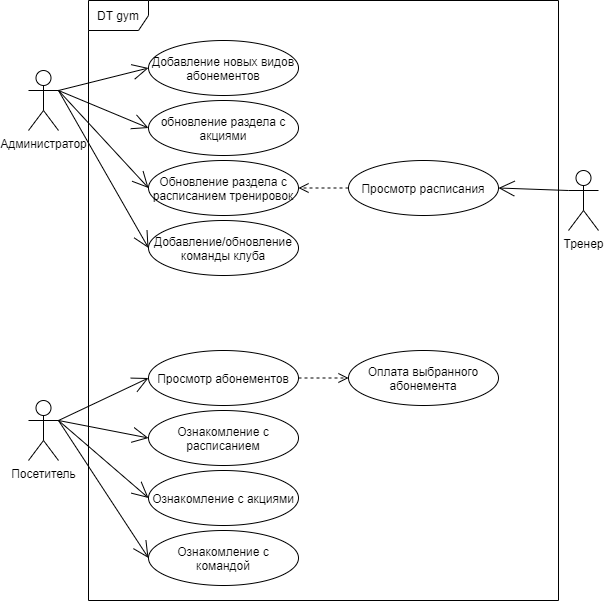 DT gym
Добавление новых видов
абонементов
Администратор
обновление раздела с
акциями
Обновление раздела с
расписанием тренировок
Просмотр расписания
Тренер
Добавление/обновление
команды клуба
Просмотр абонементов
Оплата выбранного
абонемента
Посетитель
Ознакомление с
расписанием
Ознакомление с акциями
Ознакомление с
командой